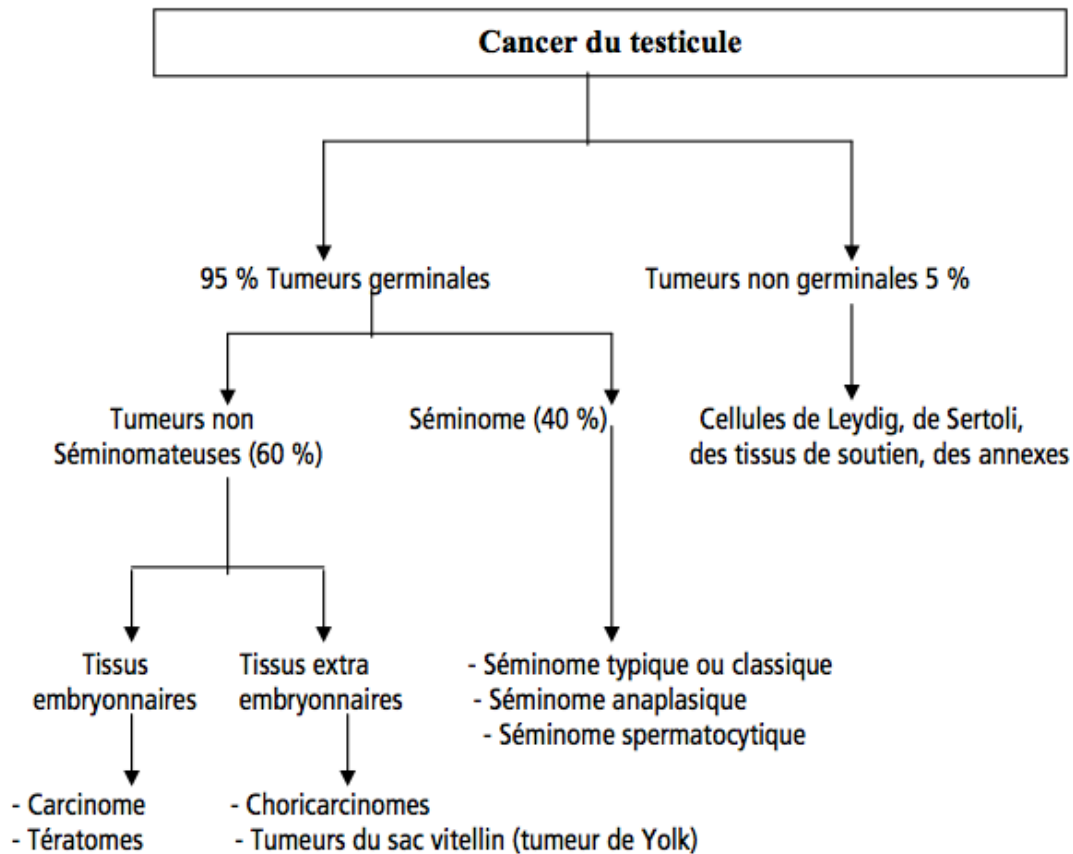 Cancer du testicule
95 % Tumeurs germinales
Tumeurs non germinales 5 %
Tumeurs non
Séminomateuses (60 %)
Séminome (40 %)
Cellules de Leydig, de Sertoli,
des tissus de soutien, des annexes
Tissus
embryonnaires
Tissus extra
embryonnaires
- Séminome typique ou classique
- Séminome anaplasique
- Séminome spermatocytique
- Carcinome
- Tératomes
- Choricarcinomes
- Tumeurs du sac vitellin (tumeur de Yolk)